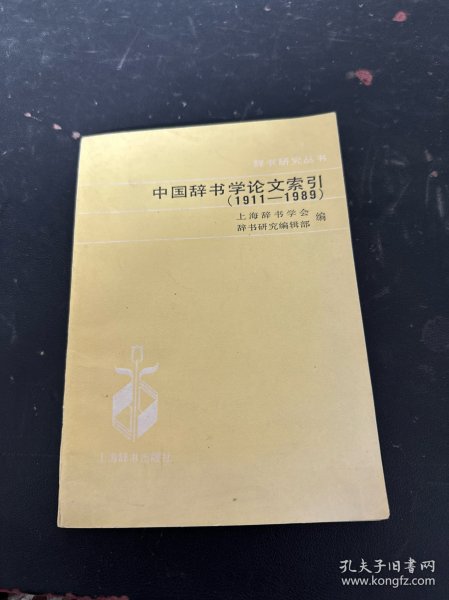 辞书研究丛书
中国辞书学论文索引
(1911—1989)
上海辞书学会
辞书研究编辑部
编
上海辞书出版社
孔夫子旧书网
www.kongfz.com